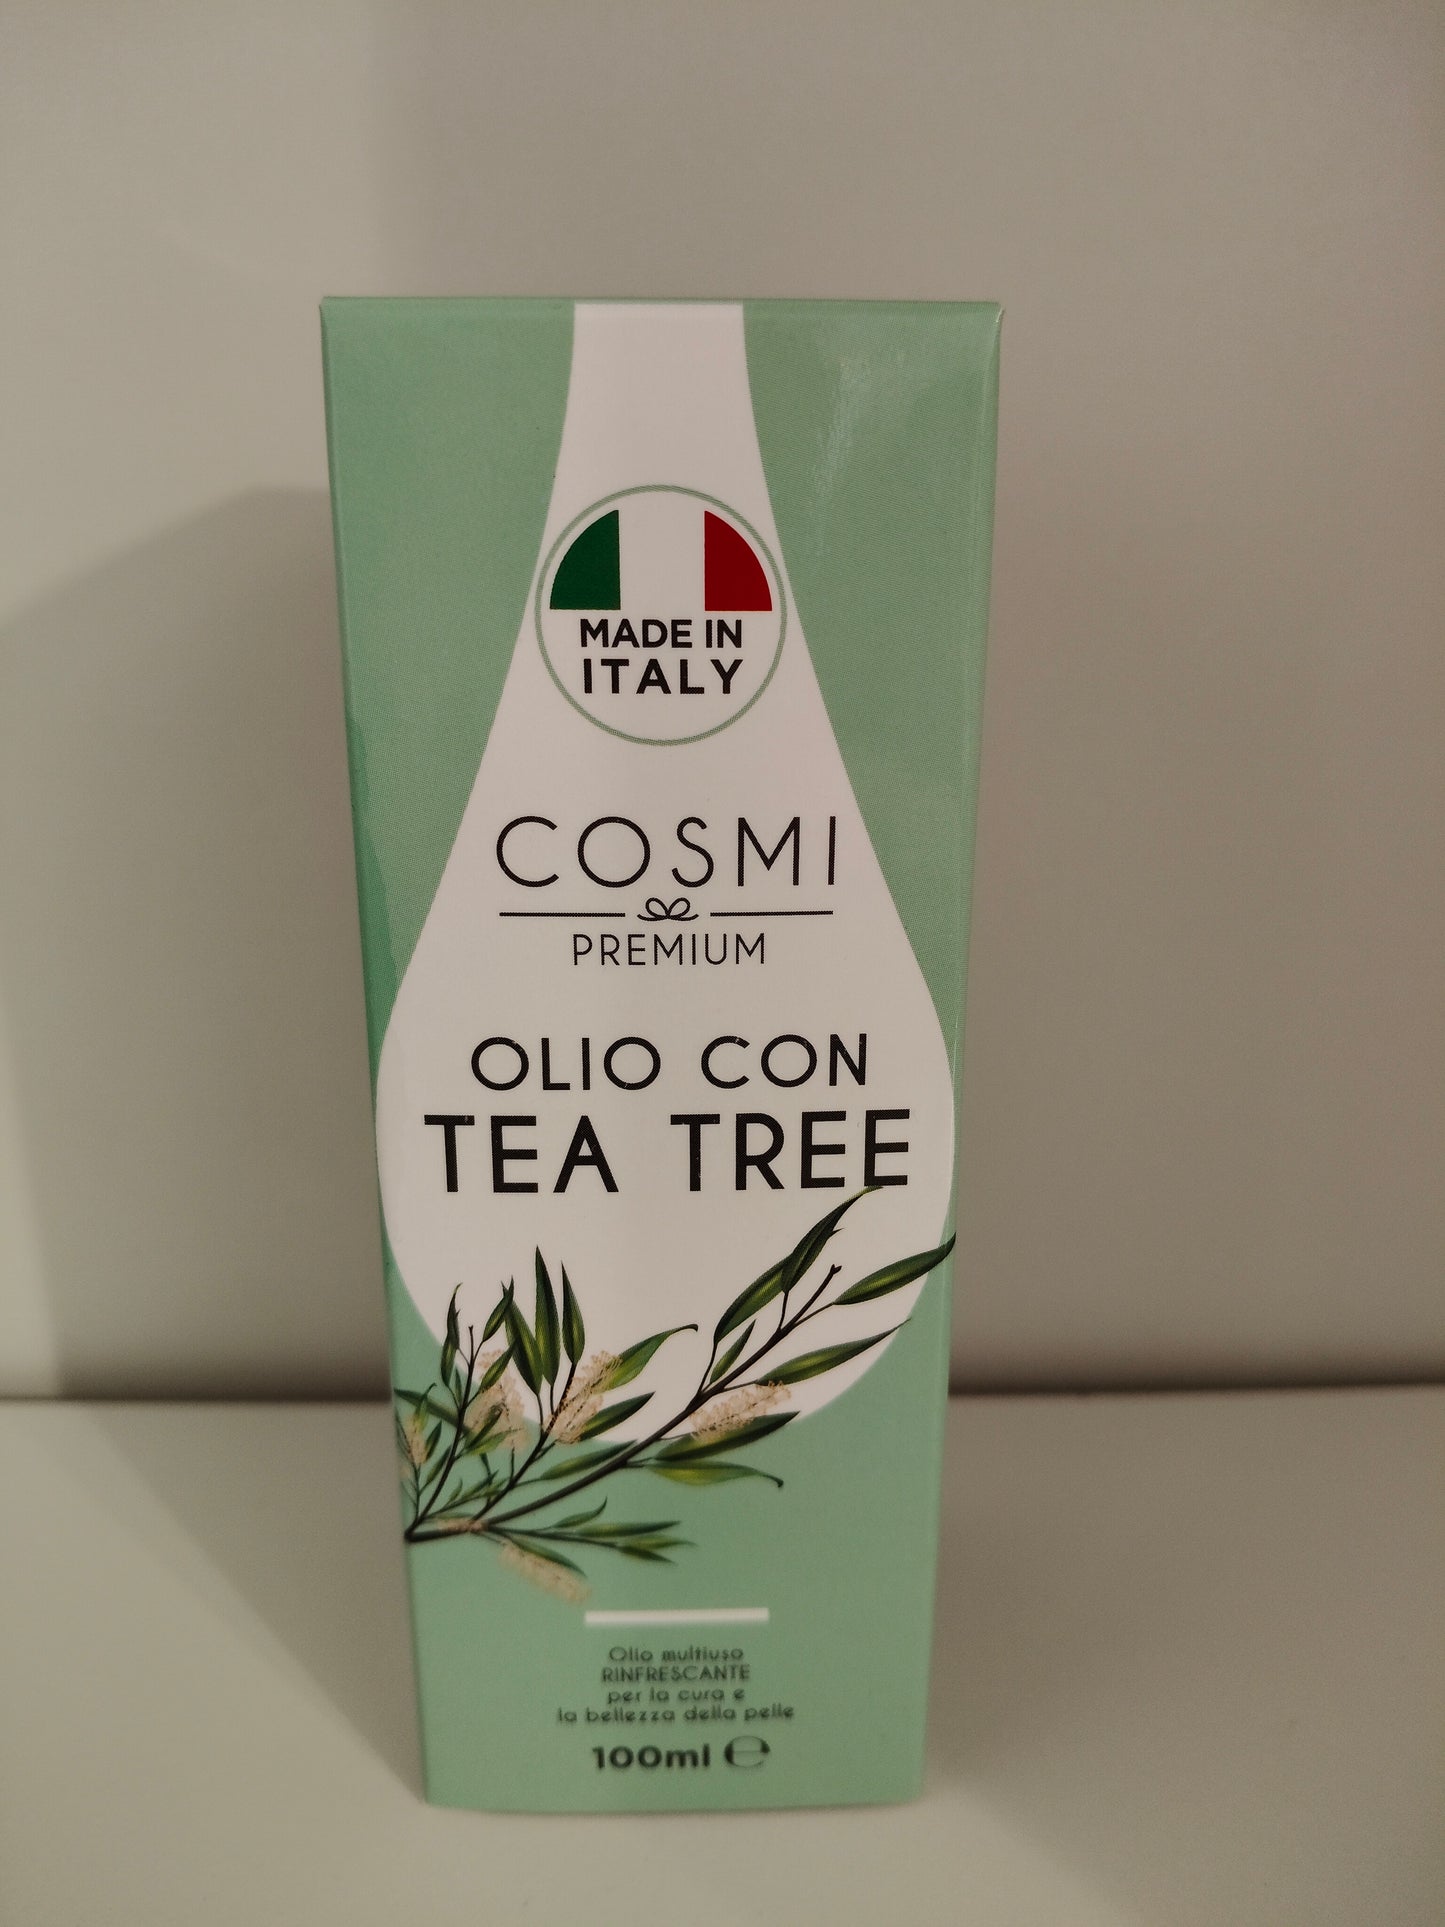 MADE IN
ITALY
COSMI
PREMIUM
OLIO CON
TEA TREE
Olio multiuso
RINFRESCANTE
per la cura e
la bellezza della pelle
100ml ℮